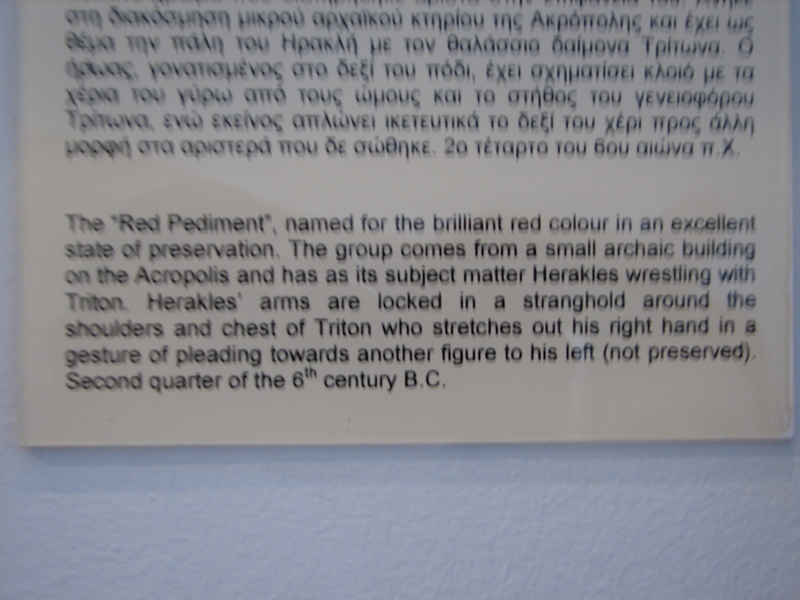 στη διακόσμηση μικρού αρχαϊκού κτηρίου της Ακρόπολης και έχει ως
θέμα την πάλη του Ηρακλή με τον θαλάσσιο δαίμονα Τρίτωνα. Ο
ήρωας, γονατισμένος στο δεξί του πόδι, έχει σχηματίσει κλοιό με τα
χέρια του γύρω από τους ώμους και το στήθος του γενειοφόρου
Τρίτωνα, ενώ εκείνος απλώνει ικετευτικά το δεξί του χέρι προς άλλη
μορφή στα αριστερά που δε σώθηκε. 2ο τέταρτο του 6ου αιώνα π.Χ.
The "Red Pediment", named for the brilliant red colour in an excellent
state of preservation. The group comes from a small archaic building
on the Acropolis and has as its subject matter Herakles wrestling with
Triton. Herakles' arms are locked in a stranghold around the
shoulders and chest of Triton who stretches out his right hand in a
gesture of pleading towards another figure to his left (not preserved).
Second quarter of the 6th century B.C.